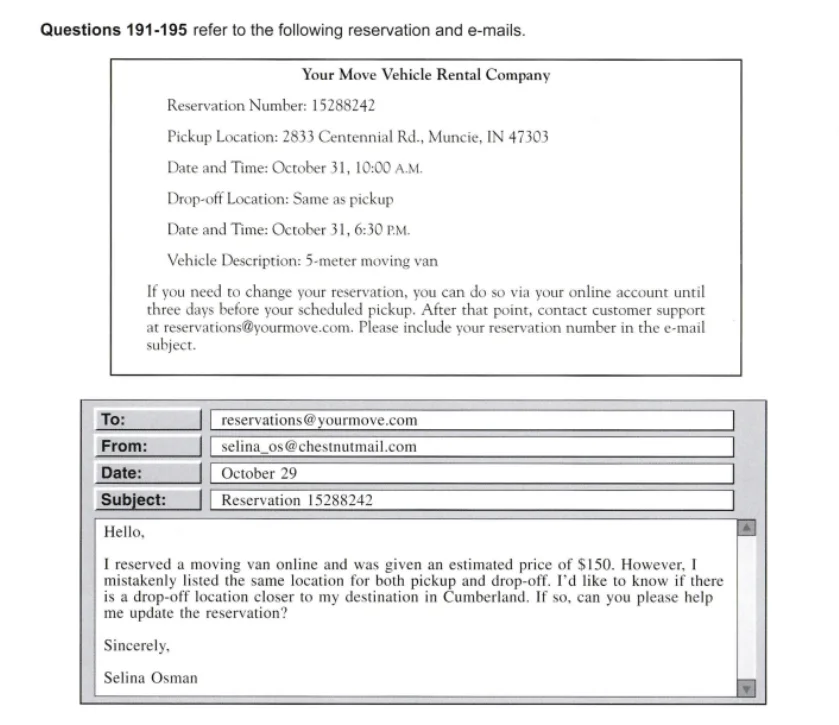 Questions 191-195 refer to the following reservation and e-mails.
Your Move Vehicle Rental Company
Reservation Number: 15288242
Pickup Location: 2833 Centennial Rd., Muncie, IN 47303
Date and Time: October 31, 10:00 A.M.
Drop-off Location: Same as pickup
Date and Time: October 31, 6:30 P.M.
Vehicle Description: 5-meter moving van
If you need to change your reservation, you can do so via your online account until
three days before your scheduled pickup. After that point, contact customer support
at reservations@yourmove.com. Please include your reservation number in the e-mail
subject.
To: reservations@yourmove.com
From: selina_os@chestnutmail.com
Date: October 29
Subject: Reservation 15288242
Hello,
I reserved a moving van online and was given an estimated price of $150. However, I
mistakenly listed the same location for both pickup and drop-off. I'd like to know if there
is a drop-off location closer to my destination in Cumberland. If so, can you please help
me update the reservation?
Sincerely,
Selina Osman